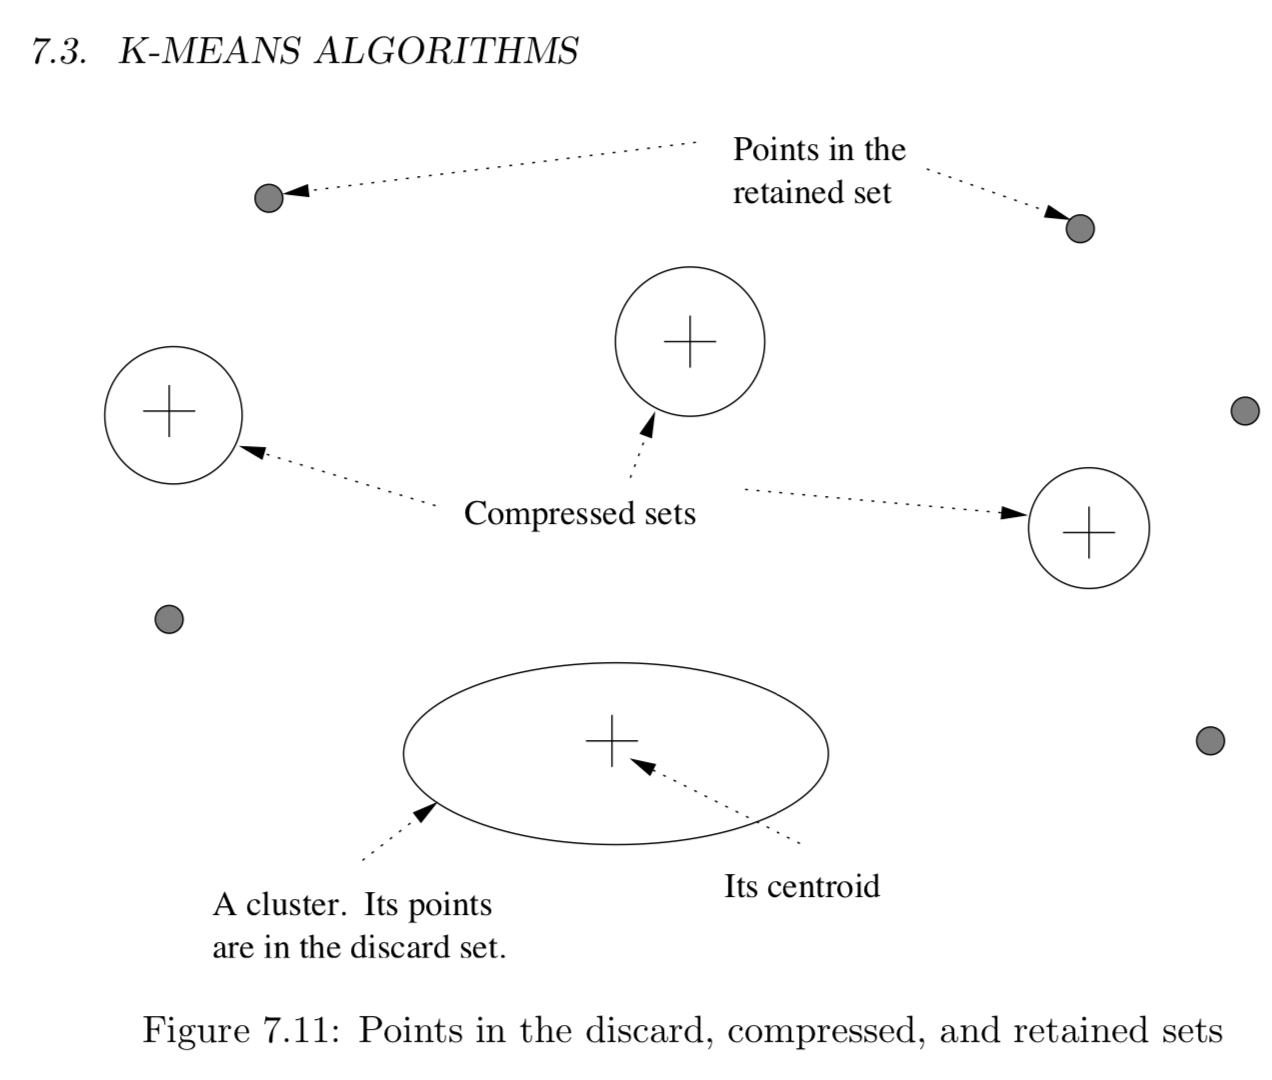 7.3. K-MEANS ALGORITHMS
Points in the
retained set
Compressed sets
Its centroid
A cluster. Its points
are in the discard set.
Figure 7.11: Points in the discard, compressed, and retained sets